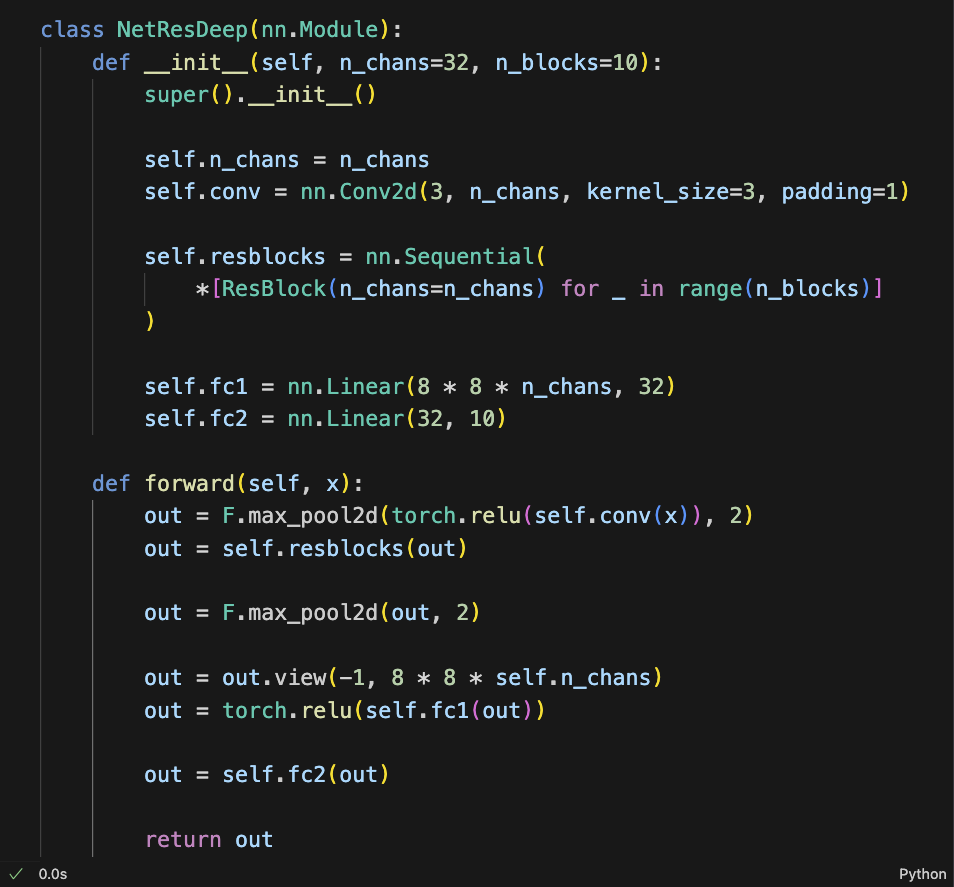 class NetResDeep(nn.Module):
    def __init__(self, n_chans=32, n_blocks=10):
        super().__init__()

        self.n_chans = n_chans
        self.conv = nn.Conv2d(3, n_chans, kernel_size=3, padding=1)

        self.resblocks = nn.Sequential(
            *[ResBlock(n_chans=n_chans) for _ in range(n_blocks)]
        )

        self.fc1 = nn.Linear(8 * 8 * n_chans, 32)
        self.fc2 = nn.Linear(32, 10)

    def forward(self, x):
        out = F.max_pool2d(torch.relu(self.conv(x)), 2)
        out = self.resblocks(out)

        out = F.max_pool2d(out, 2)

        out = out.view(-1, 8 * 8 * self.n_chans)
        out = torch.relu(self.fc1(out))

        out = self.fc2(out)

        return out
✓ 0.0s Python